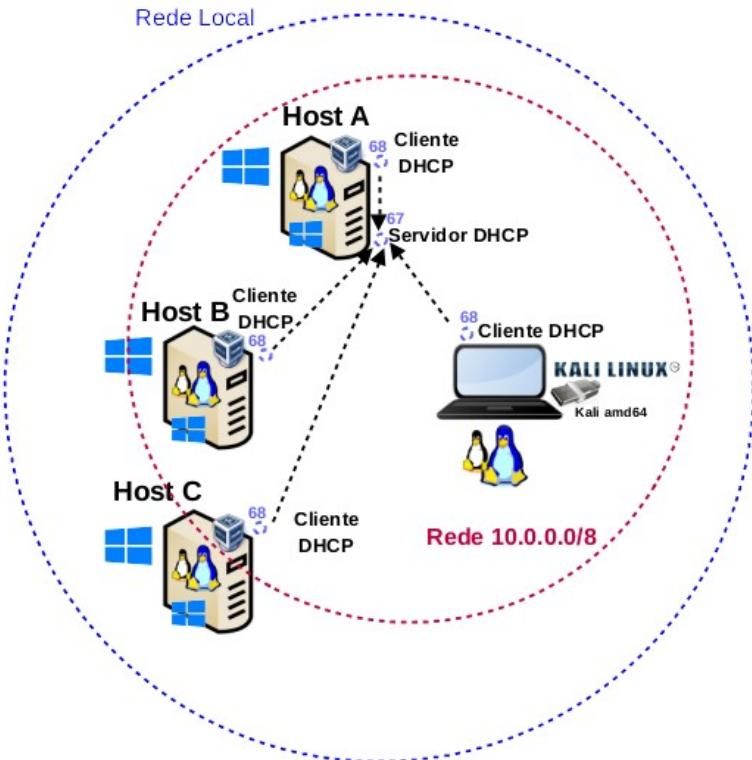 Rede Local
Host A
68
Cliente
DHCP
67
Servidor DHCP
Host B
Cliente
DHCP
68
68
Cliente DHCP
KALI LINUX
Kali amd64
Host C
68
Cliente
DHCP
Rede 10.0.0.0/8